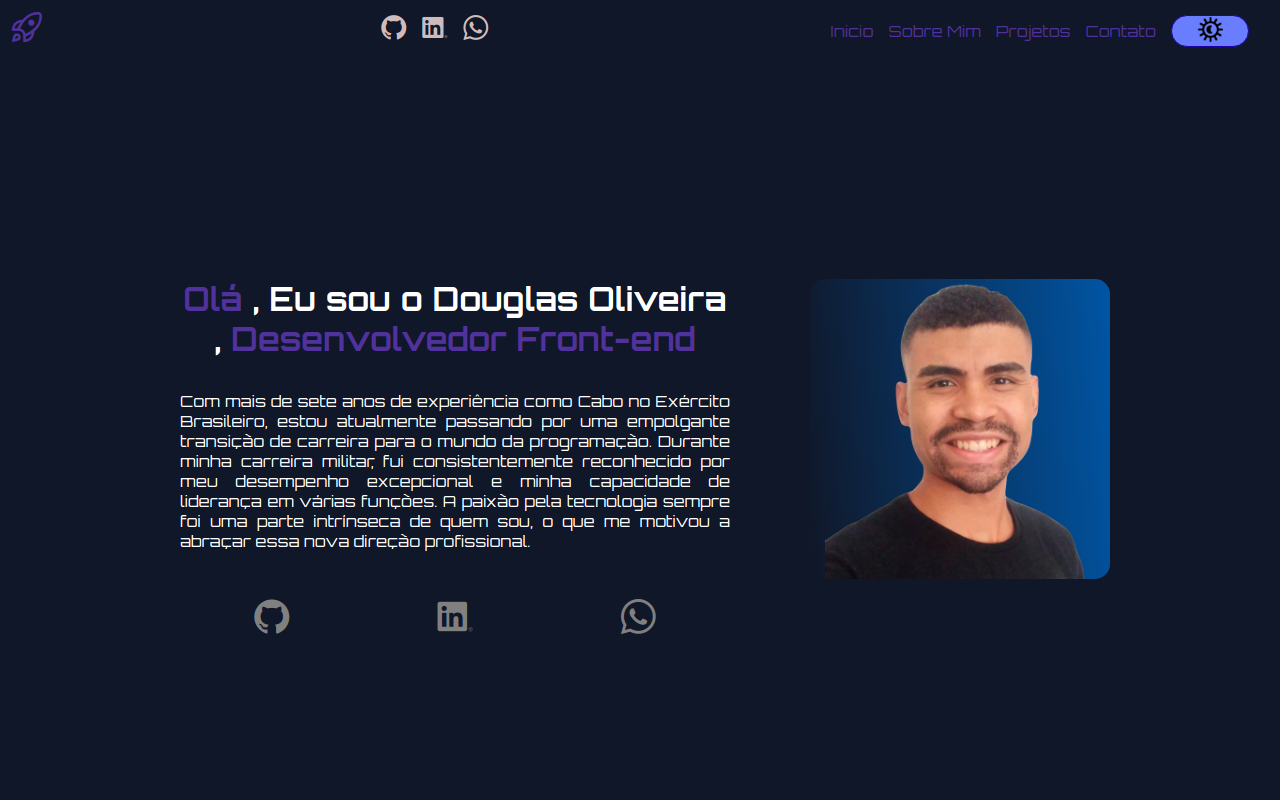 Inicio Sobre Mim Projetos Contato
Olá , Eu sou o Douglas Oliveira
, Desenvolvedor Front-end
Com mais de sete anos de experiência como Cabo no Exército
Brasileiro, estou atualmente passando por uma empolgante
transição de carreira para o mundo da programação. Durante
minha carreira militar, fui consistentemente reconhecido por
meu desempenho excepcional e minha capacidade de
liderança em várias funções. A paixão pela tecnologia sempre
foi uma parte intrínseca de quem sou, o que me motivou a
abraçar essa nova direção profissional.